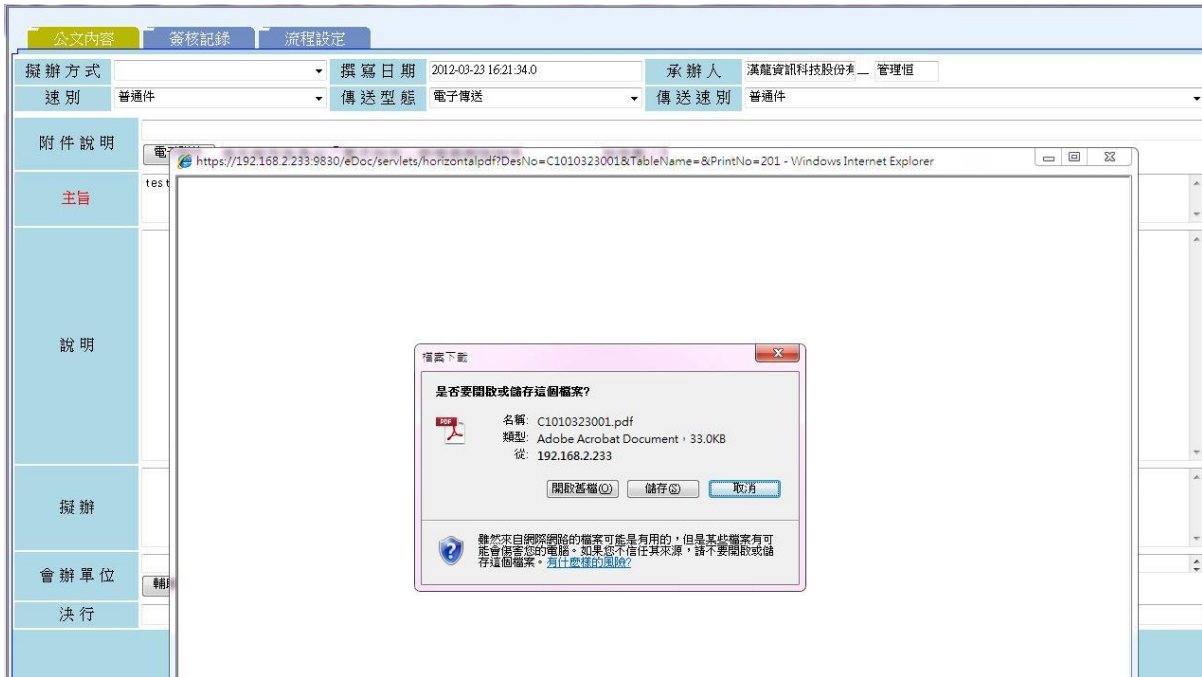 公文內容 簽核記錄 流程設定
擬辦方式 撰寫日期 2012-03-23 16:21:34.0 承辦人 漢龍資訊科技股份有 管理恒
速別 普通件 傳送型態 電子傳送 傳送速別 普通件
附件說明
https://192.168.2.233:9830/eDoc/servlets/horizontalpdf?DesNo=C1010323001&TableName=&PrintNo=201 - Windows Internet Explorer
主旨 test
說明
檔案下載
是否要開啟或儲存這個檔案?
PDF
名稱: C1010323001.pdf
類型: Adobe Acrobat Document，33.0KB
從: 192.168.2.233
開啟舊檔(O) 儲存(S) 取消
雖然來自網際網路的檔案可能是有用的，但是某些檔案有可
能會傷害您的電腦。如果您不信任其來源，請不要開啟或儲
存這個檔案。有什麼樣的風險?
擬辦
會辦單位
決行